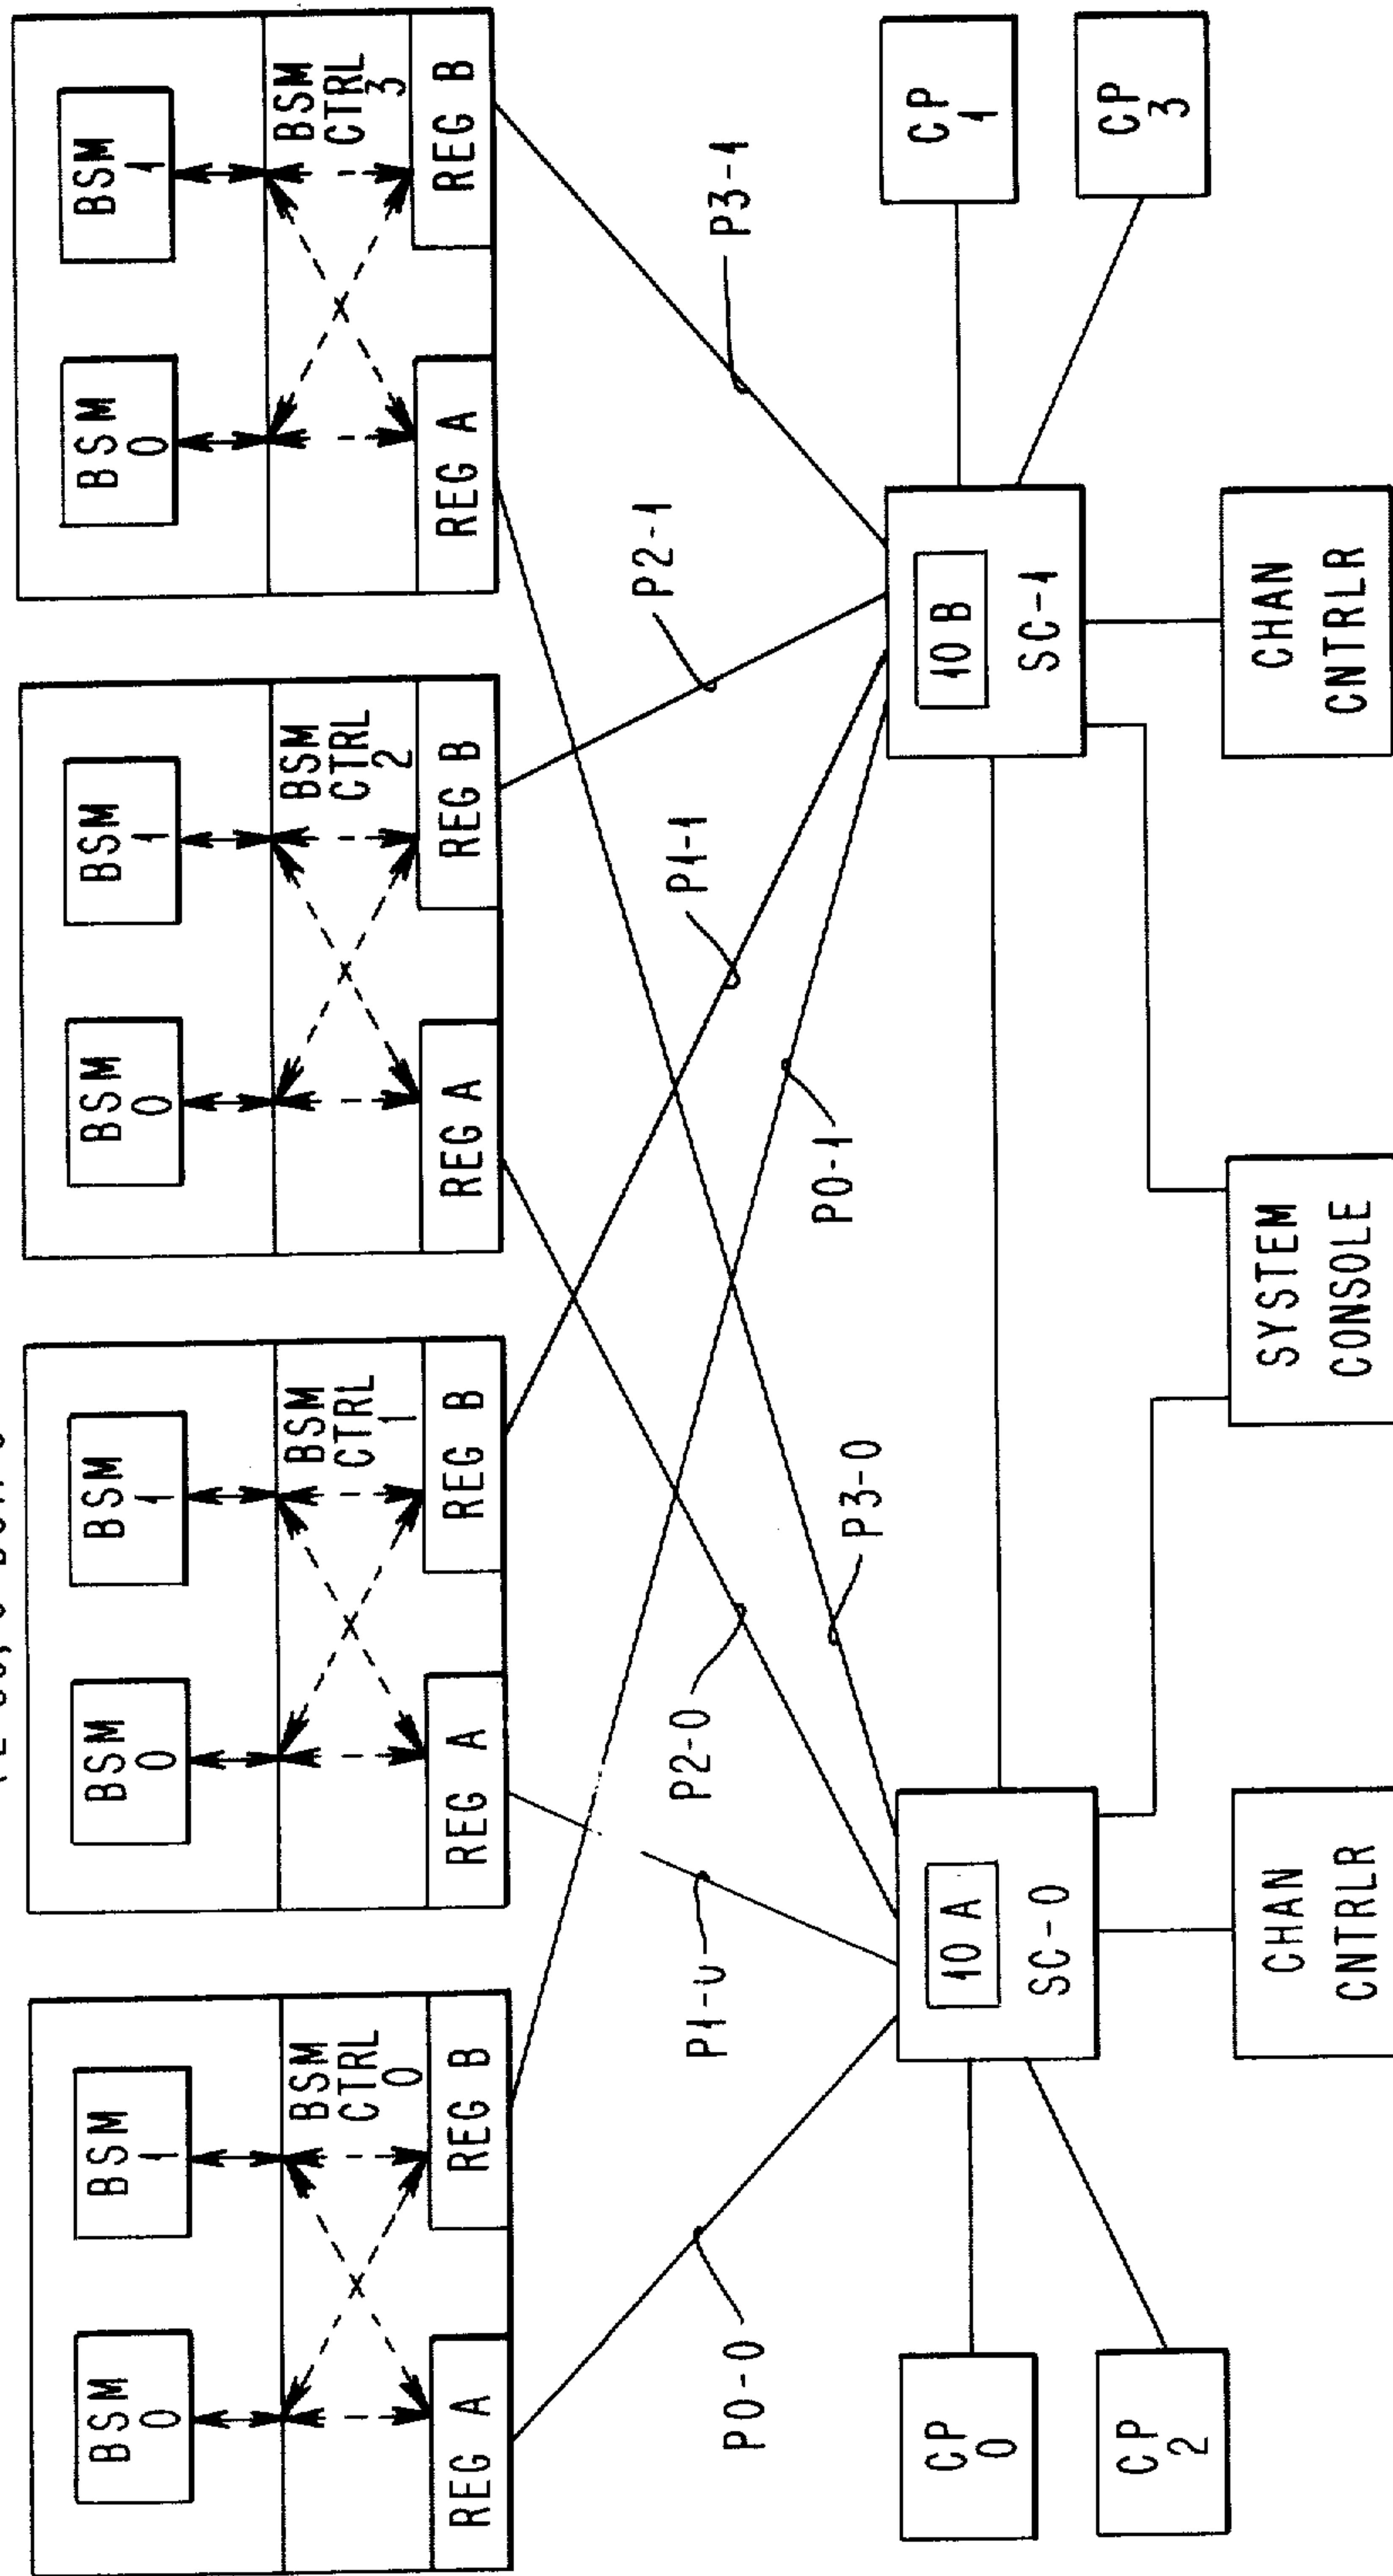 BSM
0
BSM
1
BSM
CTRL
0
REG A
REG B
BSM
0
BSM
1
BSM
CTRL
1
REG A
REG B
BSM
0
BSM
1
BSM
CTRL
2
REG A
REG B
BSM
0
BSM
1
BSM
CTRL
3
REG A
REG B
P0-0
P1-0
P2-0
P3-0
P0-1
P1-1
P2-1
P3-1
CP
0
CP
2
10 A
SC-0
10 B
SC-1
CP
1
CP
3
CHAN
CNTRLR
SYSTEM
CONSOLE
CHAN
CNTRLR